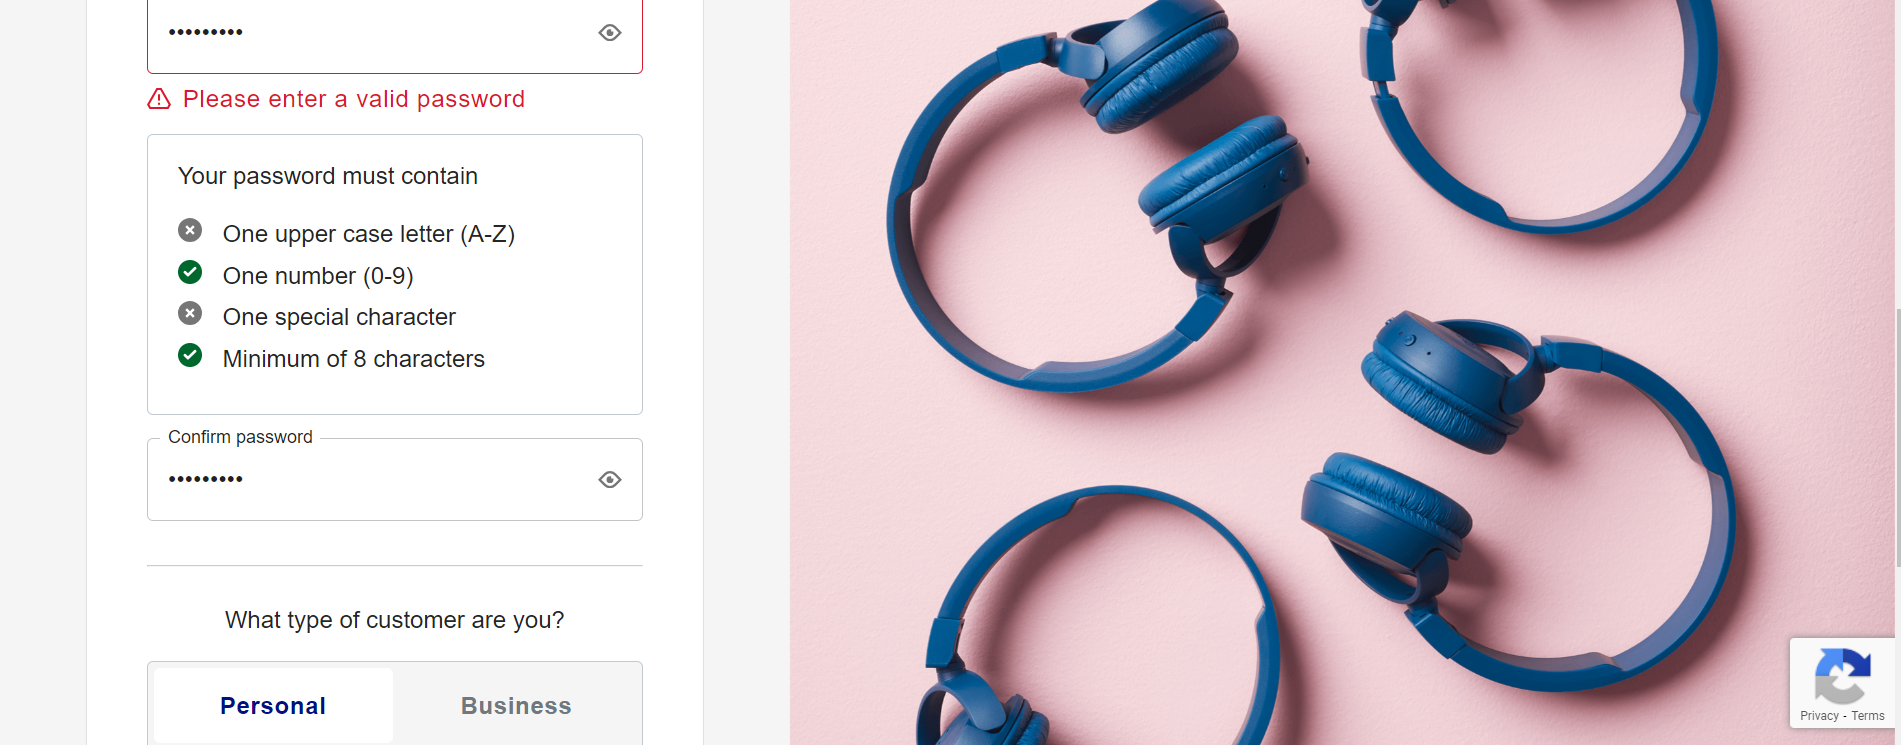 •••••••••
Please enter a valid password
Your password must contain
One upper case letter (A-Z)
One number (0-9)
One special character
Minimum of 8 characters
Confirm password
•••••••••
What type of customer are you?
Personal
Business
Privacy - Terms